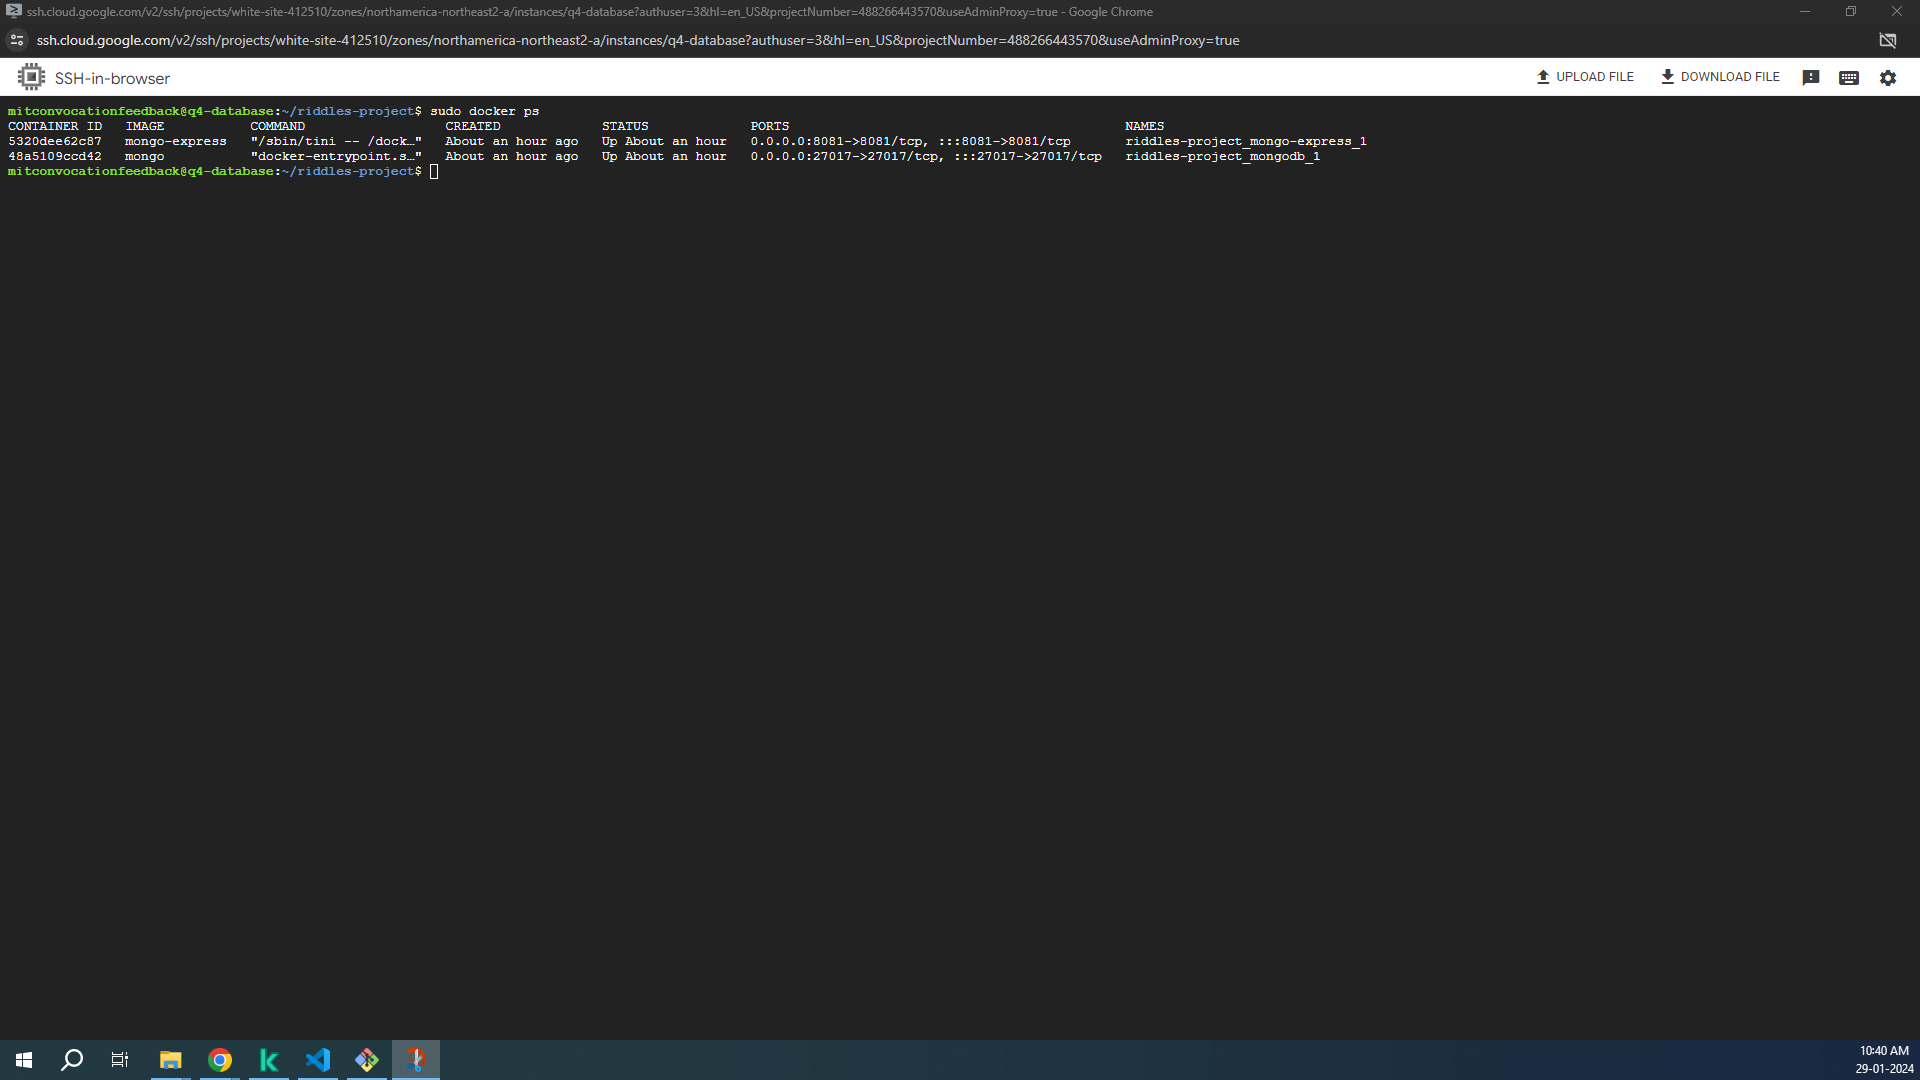 ssh.cloud.google.com/v2/ssh/projects/white-site-412510/zones/northamerica-northeast2-a/instances/q4-database?authuser=3&hl=en_US&projectNumber=488266443570&useAdminProxy=true - Google Chrome
ssh.cloud.google.com/v2/ssh/projects/white-site-412510/zones/northamerica-northeast2-a/instances/q4-database?authuser=3&hl=en_US&projectNumber=488266443570&useAdminProxy=true
SSH-in-browser UPLOAD FILE DOWNLOAD FILE
mitconvocationfeedback@q4-database:~/riddles-project$ sudo docker ps
CONTAINER ID IMAGE COMMAND CREATED STATUS PORTS NAMES
5320dee62c87 mongo-express "/sbin/tini -- /dock…" About an hour ago Up About an hour 0.0.0.0:8081->8081/tcp, :::8081->8081/tcp riddles-project_mongo-express_1
48a5109ccd42 mongo "docker-entrypoint.s…" About an hour ago Up About an hour 0.0.0.0:27017->27017/tcp, :::27017->27017/tcp riddles-project_mongodb_1
mitconvocationfeedback@q4-database:~/riddles-project$
10:40 AM
29-01-2024